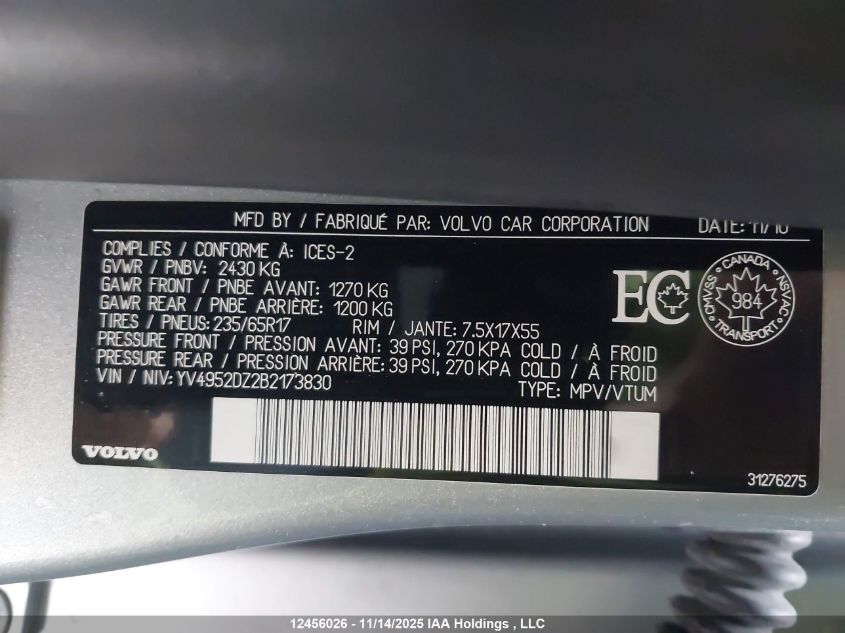 MFD BY / FABRIQUÉ PAR: VOLVO CAR CORPORATION DATE: 11/10
COMPLIES / CONFORME À: ICES-2
GVWR / PNBV: 2430 KG
GAWR FRONT / PNBE AVANT: 1270 KG
GAWR REAR / PNBE ARRIÈRE: 1200 KG
TIRES / PNEUS: 235/65R17 RIM / JANTE: 7.5X17X55
PRESSURE FRONT / PRESSION AVANT: 39 PSI, 270 KPA COLD / À FROID
PRESSURE REAR / PRESSION ARRIÈRE: 39 PSI, 270 KPA COLD / À FROID
VIN / NIV: YV4952DZ2B2173830 TYPE: MPV/VTUM
EC
CANADA
CMVSS 984 NSVAC
TRANSPORT
VOLVO
31276275
12456026 - 11/14/2025 IAA Holdings , LLC